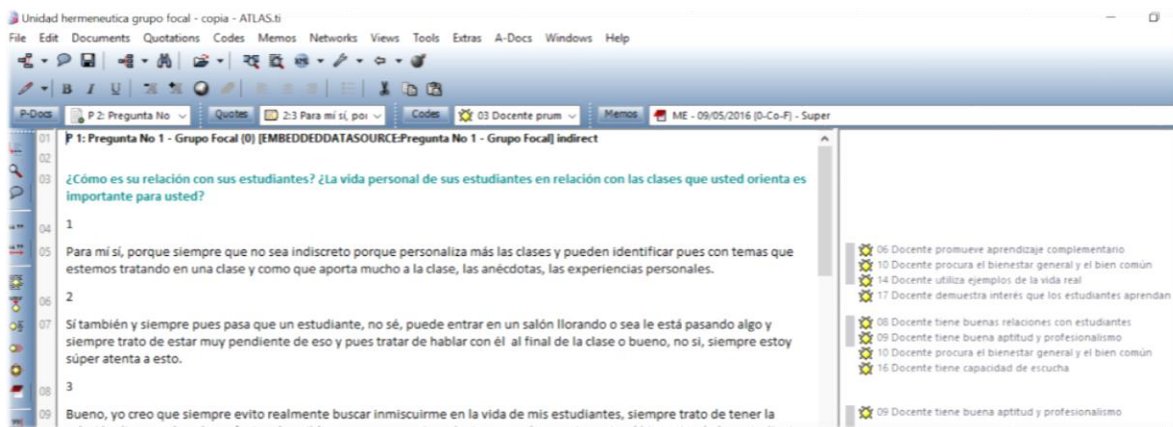 Unidad hermeneutica grupo focal - copia - ATLAS.ti
File Edit Documents Quotations Codes Memos Networks Views Tools Extras A-Docs Windows Help
B I U
P-Docs P 2: Pregunta No Quotes 2:3 Para mí sí, por Codes 03 Docente prum Memos ME - 09/05/2016 [0-Co-F] - Super
01 P 1: Pregunta No 1 - Grupo Focal (0) [EMBEDDEDDATASOURCE:Pregunta No 1 - Grupo Focal] indirect
02
03 ¿Cómo es su relación con sus estudiantes? ¿La vida personal de sus estudiantes en relación con las clases que usted orienta es
importante para usted?
04 1
05 Para mí sí, porque siempre que no sea indiscreto porque personaliza más las clases y pueden identificar pues con temas que
estemos tratando en una clase y como que aporta mucho a la clase, las anécdotas, las experiencias personales.
06 Docente promueve aprendizaje complementario
10 Docente procura el bienestar general y el bien común
14 Docente utiliza ejemplos de la vida real
17 Docente demuestra interés que los estudiantes aprendan
06 2
07 Sí también y siempre pues pasa que un estudiante, no sé, puede entrar en un salón llorando o sea le está pasando algo y
siempre trato de estar muy pendiente de eso y pues tratar de hablar con él al final de la clase o bueno, no si, siempre estoy
súper atenta a esto.
08 Docente tiene buenas relaciones con estudiantes
09 Docente tiene buena aptitud y profesionalismo
10 Docente procura el bienestar general y el bien común
16 Docente tiene capacidad de escucha
08 3
09 Bueno, yo creo que siempre evito realmente buscar inmiscuirme en la vida de mis estudiantes, siempre trato de tener la
09 Docente tiene buena aptitud y profesionalismo